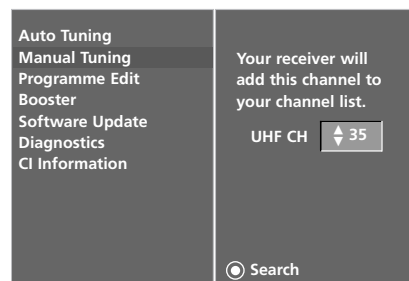 Auto Tuning
Manual Tuning
Programme Edit
Booster
Software Update
Diagnostics
CI Information
Your receiver will
add this channel to
your channel list.
UHF CH 35
Search